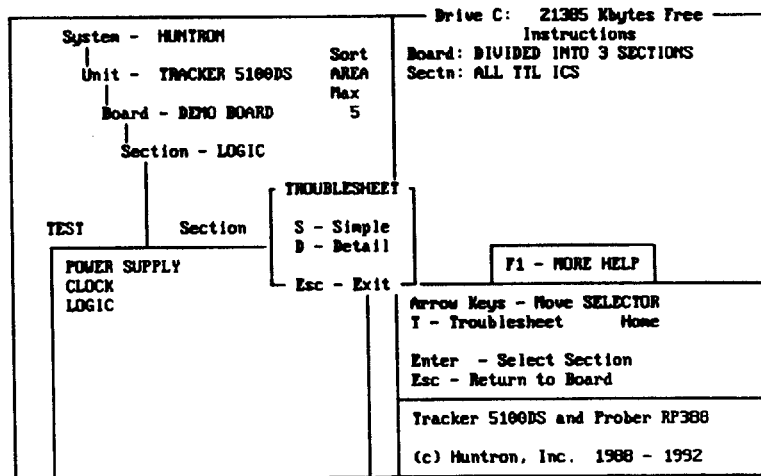 System - HUNTRON
Sort
Unit - TRACKER 5100DS
AREA
Max
Board - DEMO BOARD
5
Section - LOGIC
Drive C: 21385 Kbytes Free
Instructions
Board: DIVIDED INTO 3 SECTIONS
Sectn: ALL TTL ICS
TROUBLESHEET
S - Simple
D - Detail
Esc - Exit
TEST Section
POWER SUPPLY
CLOCK
LOGIC
F1 - MORE HELP
Arrow Keys - Move SELECTOR
T - Troublesheet Home
Enter - Select Section
Esc - Return to Board
Tracker 5100DS and Prober RP388
(c) Huntron, Inc. 1988 - 1992